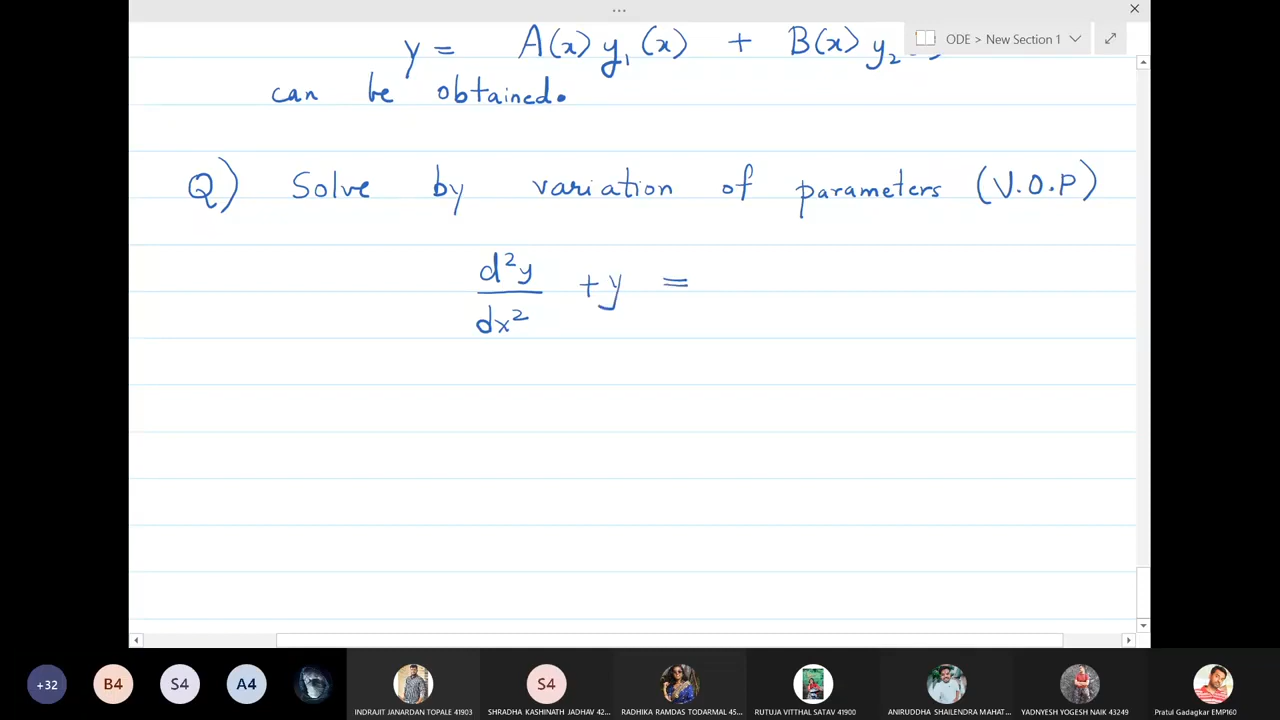 ...
ODE > New Section 1
y = A(x) y₁(x) + B(x) y₂
can be obtained.
Q) Solve by variation of parameters (V.O.P)
d²y/dx² + y =
+32 B4 S4 A4 S4
INDRAJIT JANARDAN TOPALE 41903 SHRADHA KASHINATH JADHAV 42... RADHIKA RAMDAS TODARMAL 45... RUTUJA VITTHAL SATAV 41900 ANIRUDDHA SHAILENDRA MAHAT... YADNYESH YOGESH NAIK 43249 Pratul Gadagkar EMP160